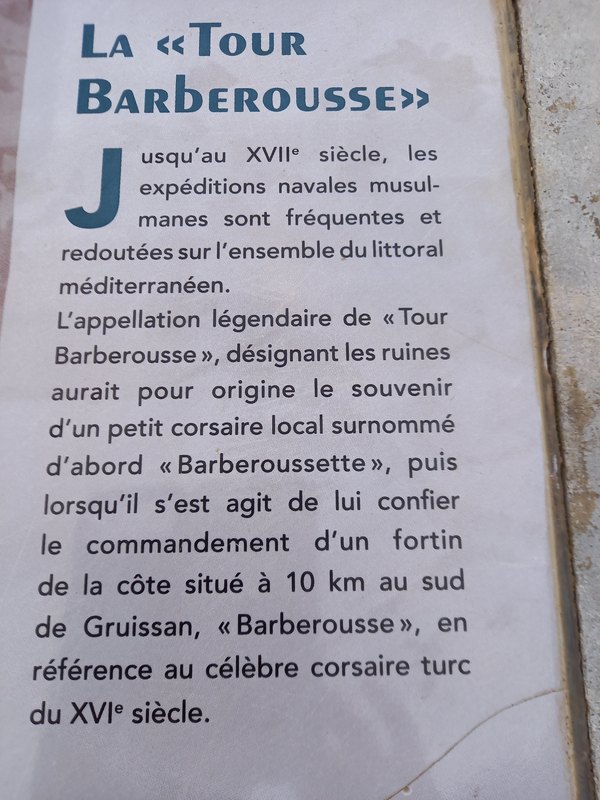 La «Tour
Barberousse»
Jusqu'au XVIIe siècle, les
expéditions navales musul-
manes sont fréquentes et
redoutées sur l'ensemble du littoral
méditerranéen.
L'appellation légendaire de « Tour
Barberousse », désignant les ruines
aurait pour origine le souvenir
d'un petit corsaire local surnommé
d'abord « Barberoussette », puis
lorsqu'il s'est agit de lui confier
le commandement d'un fortin
de la côte situé à 10 km au sud
de Gruissan, « Barberousse », en
référence au célèbre corsaire turc
du XVIe siècle.